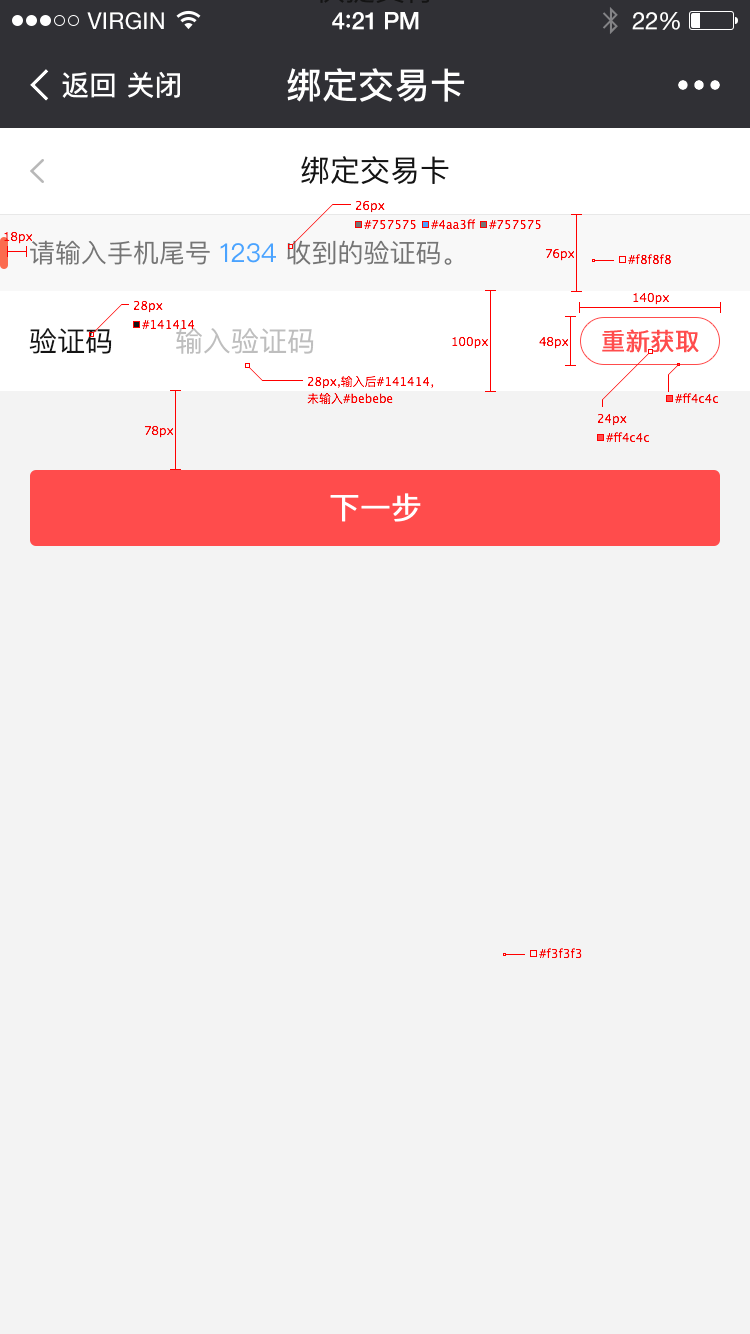 VIRGIN 4:21 PM 22%
返回 关闭 绑定交易卡
绑定交易卡
26px
#757575 #4aa3ff #757575
18px
请输入手机尾号 1234 收到的验证码。
76px
#f8f8f8
140px
28px
#141414
验证码 输入验证码
100px
48px
重新获取
28px,输入后#141414,
未输入#bebebe
#ff4c4c
24px
#ff4c4c
78px
下一步
#f3f3f3